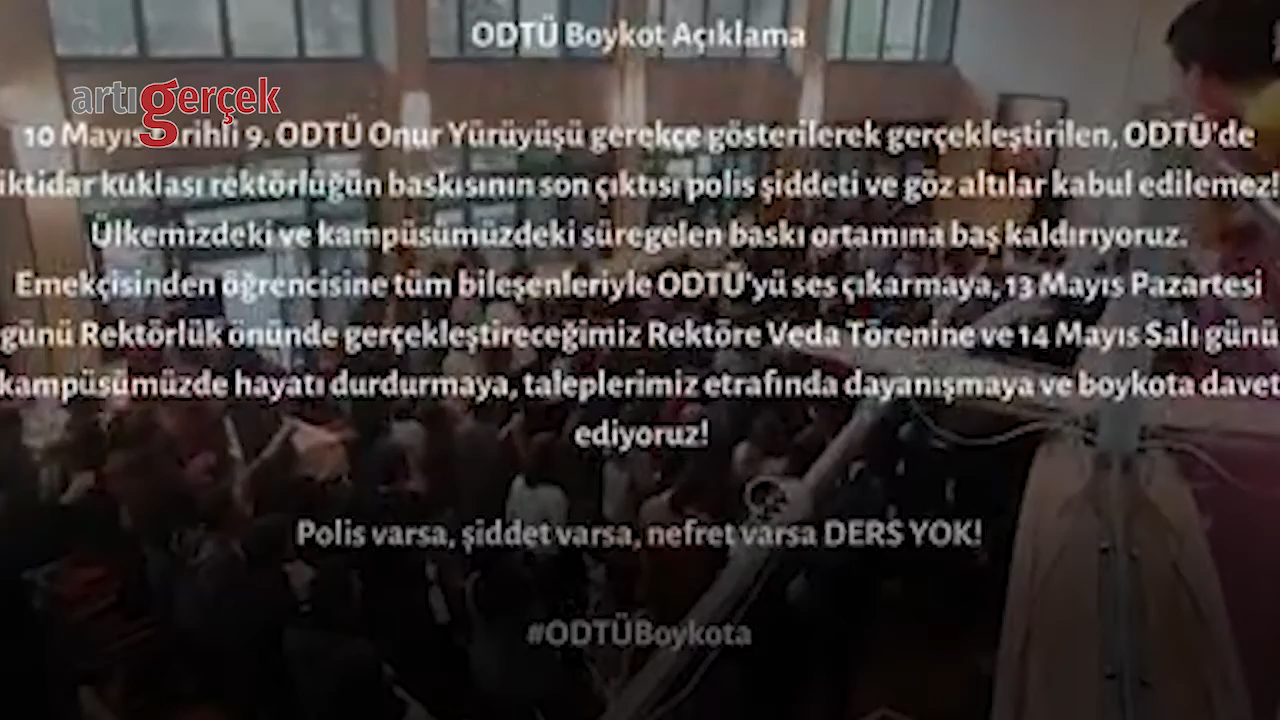 ODTÜ Boykot Açıklama
artıgerçek
10 Mayıs tarihli 9. ODTÜ Onur Yürüyüşü gerekçe gösterilerek gerçekleştirilen, ODTÜ'de
iktidar kuklası rektörlüğün baskısının son çıktısı polis şiddeti ve göz altılar kabul edilemez!
Ülkemizdeki ve kampüsümüzdeki süregelen baskı ortamına baş kaldırıyoruz.
Emekçisinden öğrencisine tüm bileşenleriyle ODTÜ'yü ses çıkarmaya, 13 Mayıs Pazartesi
günü Rektörlük önünde gerçekleştireceğimiz Rektöre Veda Törenine ve 14 Mayıs Salı günü
kampüsümüzde hayatı durdurmaya, taleplerimiz etrafında dayanışmaya ve boykota davet
ediyoruz!
Polis varsa, şiddet varsa, nefret varsa DERS YOK!
#ODTÜBoykota